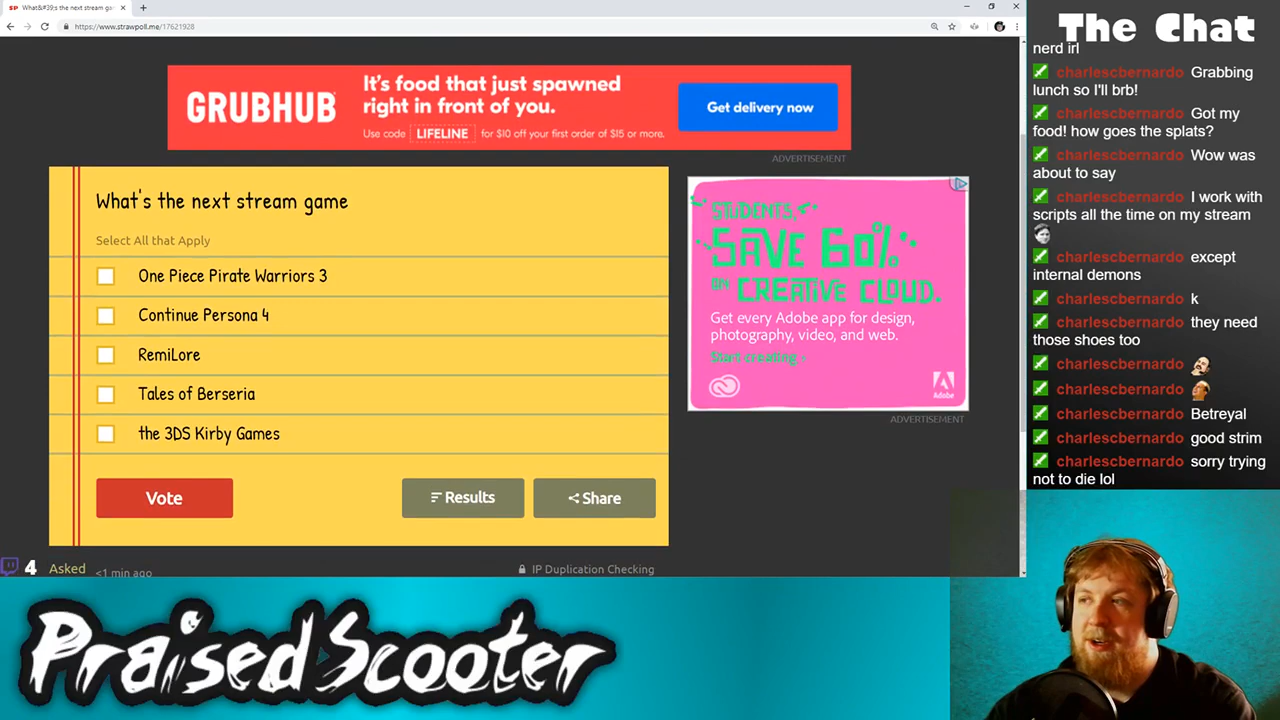 What&#39;s the next stream gam
https://www.strawpoll.me/17621928
GRUBHUB
It's food that just spawned
right in front of you.
Use code LIFELINE for $10 off your first order of $15 or more.
Get delivery now
ADVERTISEMENT
What's the next stream game
Select All that Apply
One Piece Pirate Warriors 3
Continue Persona 4
RemiLore
Tales of Berseria
the 3DS Kirby Games
Vote
Results
Share
4
Asked
<1 min ago
IP Duplication Checking
STUDENTS,
SAVE 60%
ON CREATIVE CLOUD.
Get every Adobe app for design,
photography, video, and web.
Start creating ›
Adobe
ADVERTISEMENT
The Chat
nerd irl
charlescbernardo Grabbing
lunch so I'll brb!
charlescbernardo Got my
food! how goes the splats?
charlescbernardo Wow was
about to say
charlescbernardo I work with
scripts all the time on my stream
charlescbernardo except
internal demons
charlescbernardo k
charlescbernardo they need
those shoes too
charlescbernardo
charlescbernardo
charlescbernardo Betreyal
charlescbernardo good strim
charlescbernardo sorry trying
not to die lol
PraisedScooter